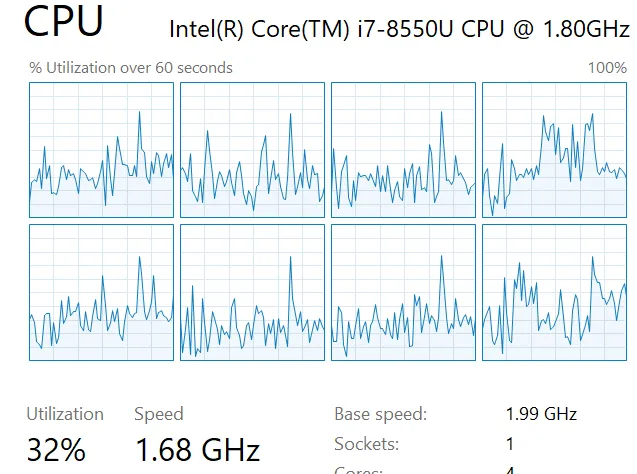 CPU
Intel(R) Core(TM) i7-8550U CPU @ 1.80GHz
% Utilization over 60 seconds
100%
Utilization
Speed
Base speed:
1.99 GHz
32%
1.68 GHz
Sockets:
1
Cores:
4